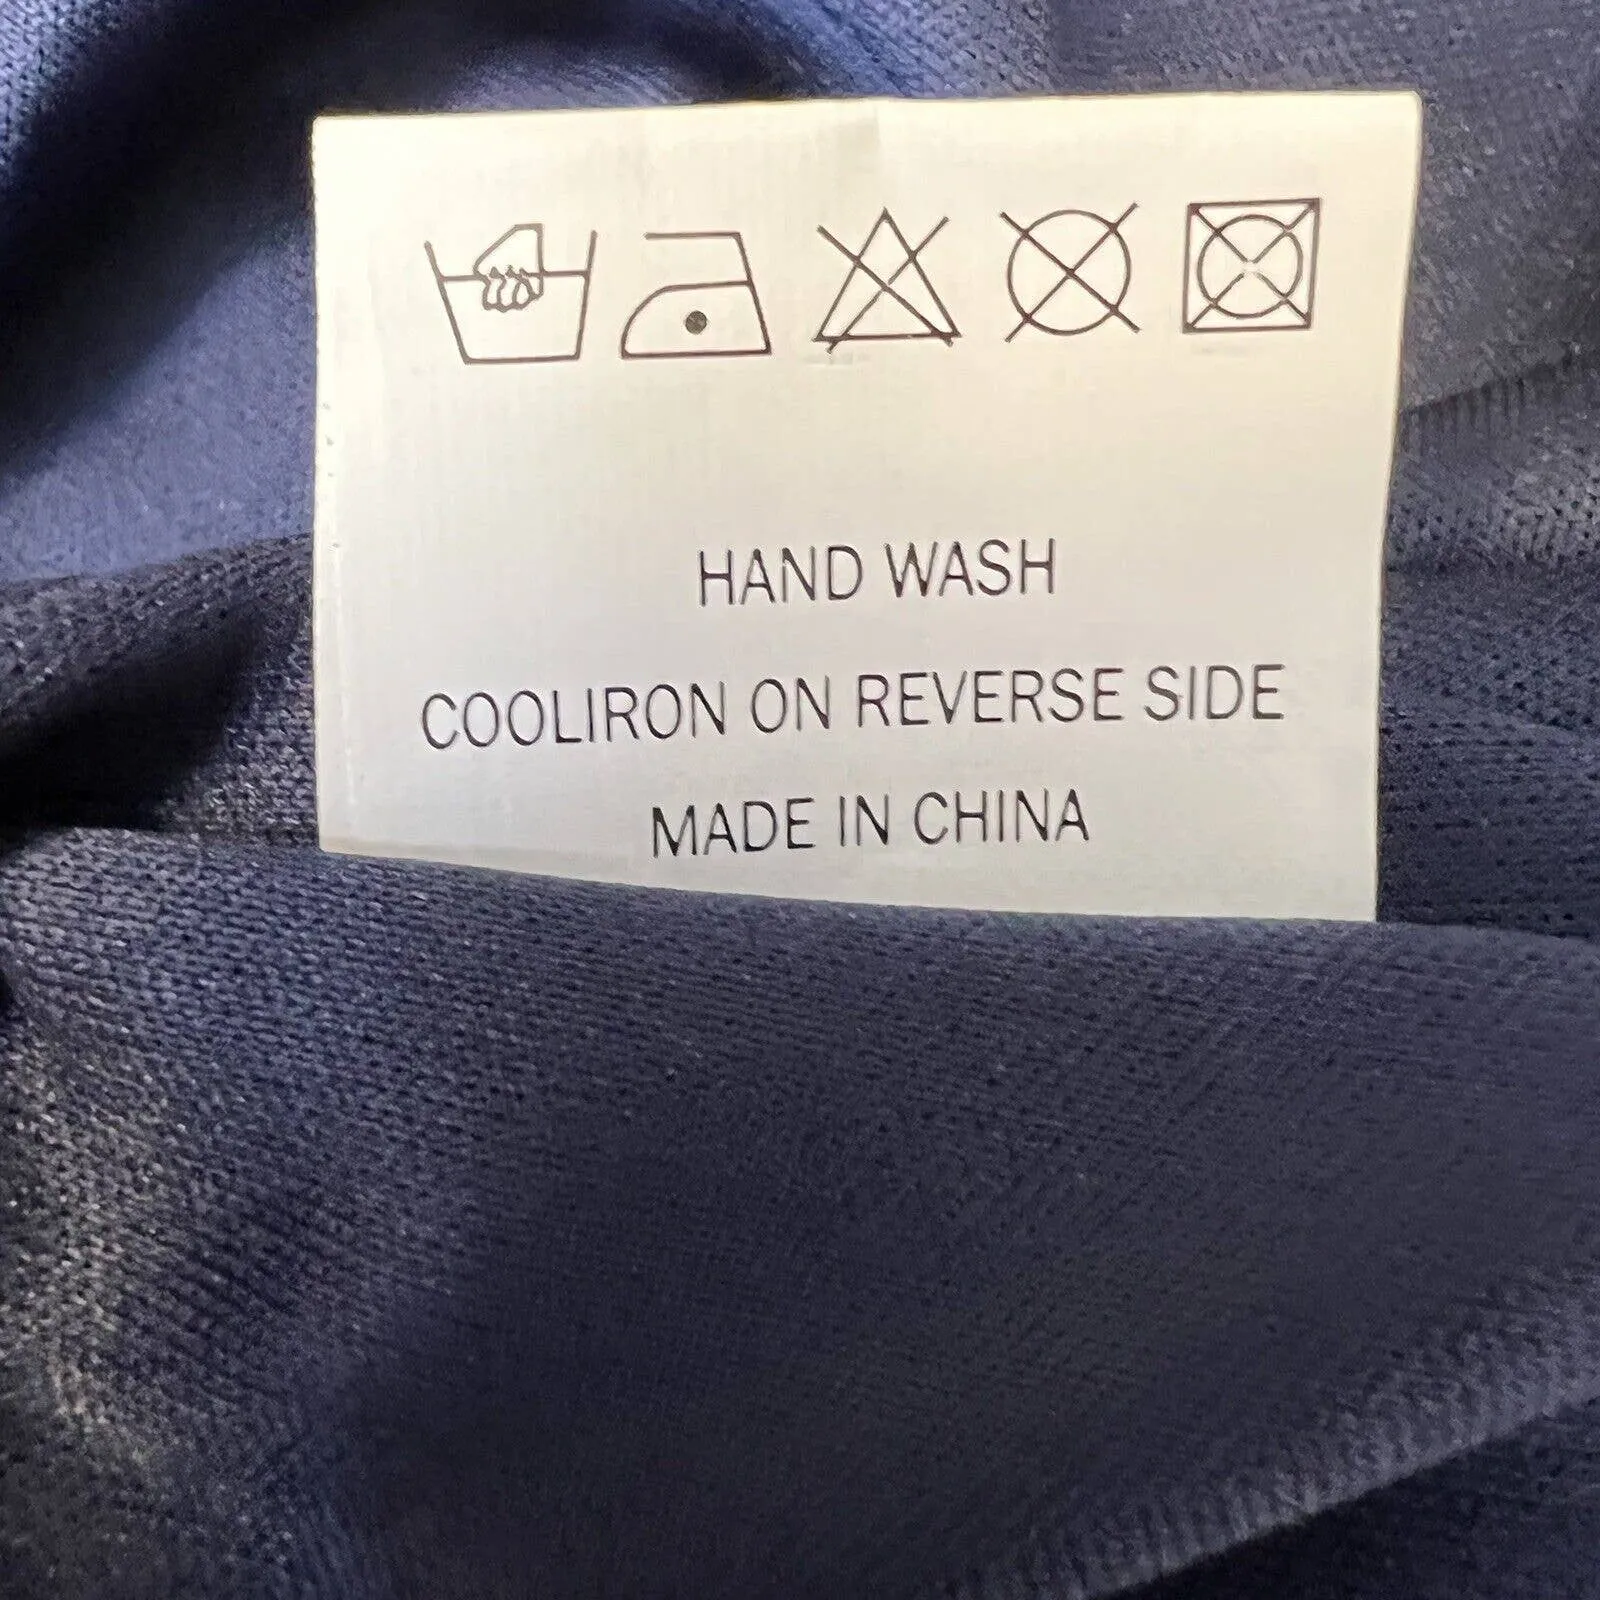 HAND WASH
COOLIRON ON REVERSE SIDE
MADE IN CHINA